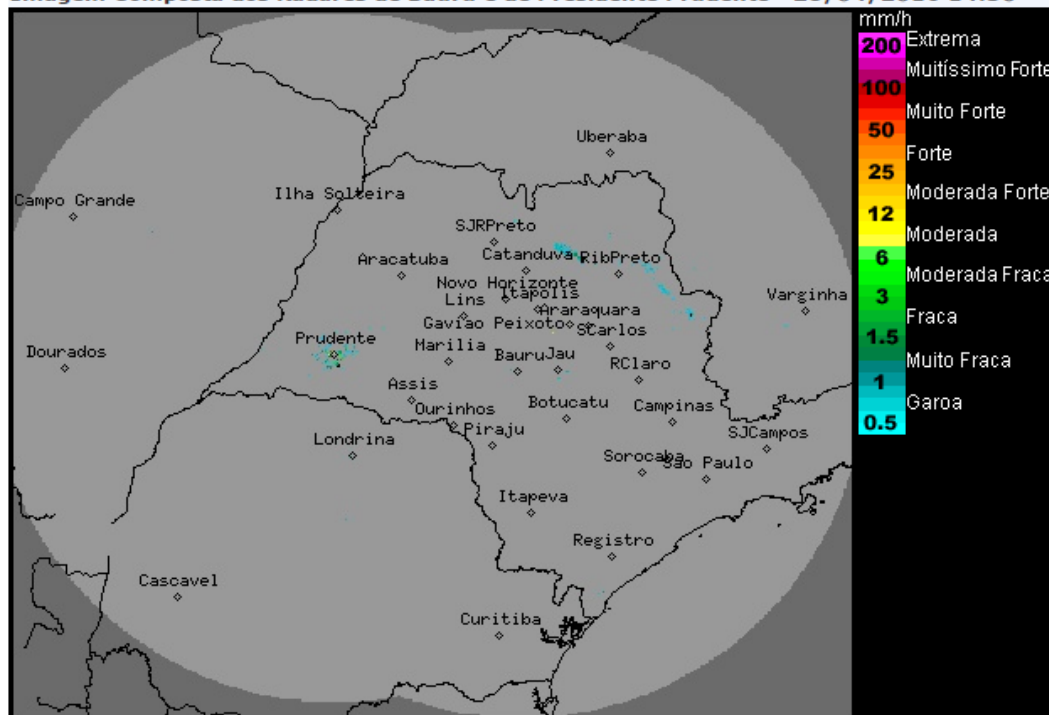 mm/h
200 Extrema
Muitíssimo Forte
100
Muito Forte
50
Forte
25
Moderada Forte
12
Moderada
6
Moderada Fraca
3
Fraca
1.5
Muito Fraca
1
Garoa
0.5
Uberaba
Campo Grande
Ilha Solteira
SJRPreto
Catanduva
RibPreto
Aracatuba
Novo Horizonte
Itapolis
Lins
Araraquara
Varginha
Gaviao Peixoto
SCarlos
Prudente
Marilia
Dourados
Bauru
Jau
RClaro
Assis
Ourinhos
Botucatu
Campinas
Londrina
Piraju
SJCampos
Sorocaba
Sao Paulo
Itapeva
Registro
Cascavel
Curitiba